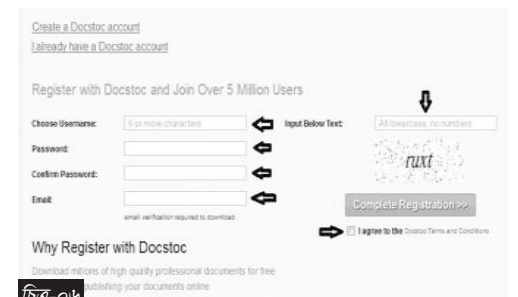 Create a Docstoc account
I already have a Docstoc account
Register with Docstoc and Join Over 5 Million Users
Choose Username: 6 or more characters Input Below Text: All lowercase, no numbers
Password:
Confirm Password:
ruxt
Email:
email verification required to download
Complete Registration >>
I agree to the Docstoc Terms and Conditions
Why Register with Docstoc
Download millions of high quality professional documents for free
publishing your documents online
চিত্র